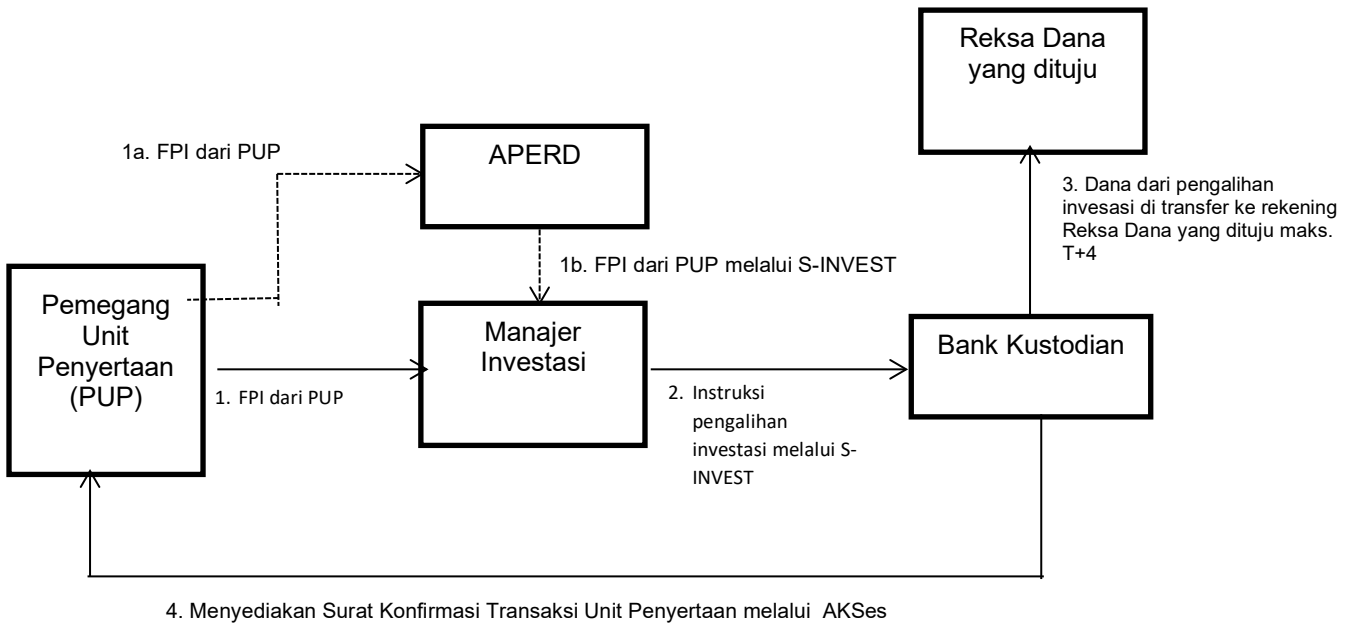 Reksa Dana
yang dituju
1a. FPI dari PUP
APERD
3. Dana dari pengalihan
invesasi di transfer ke rekening
Reksa Dana yang dituju maks.
T+4
1b. FPI dari PUP melalui S-INVEST
Pemegang
Unit
Penyertaan
(PUP)
Manajer
Investasi
Bank Kustodian
1. FPI dari PUP
2. Instruksi
pengalihan
investasi melalui S-
INVEST
4. Menyediakan Surat Konfirmasi Transaksi Unit Penyertaan melalui AKSes